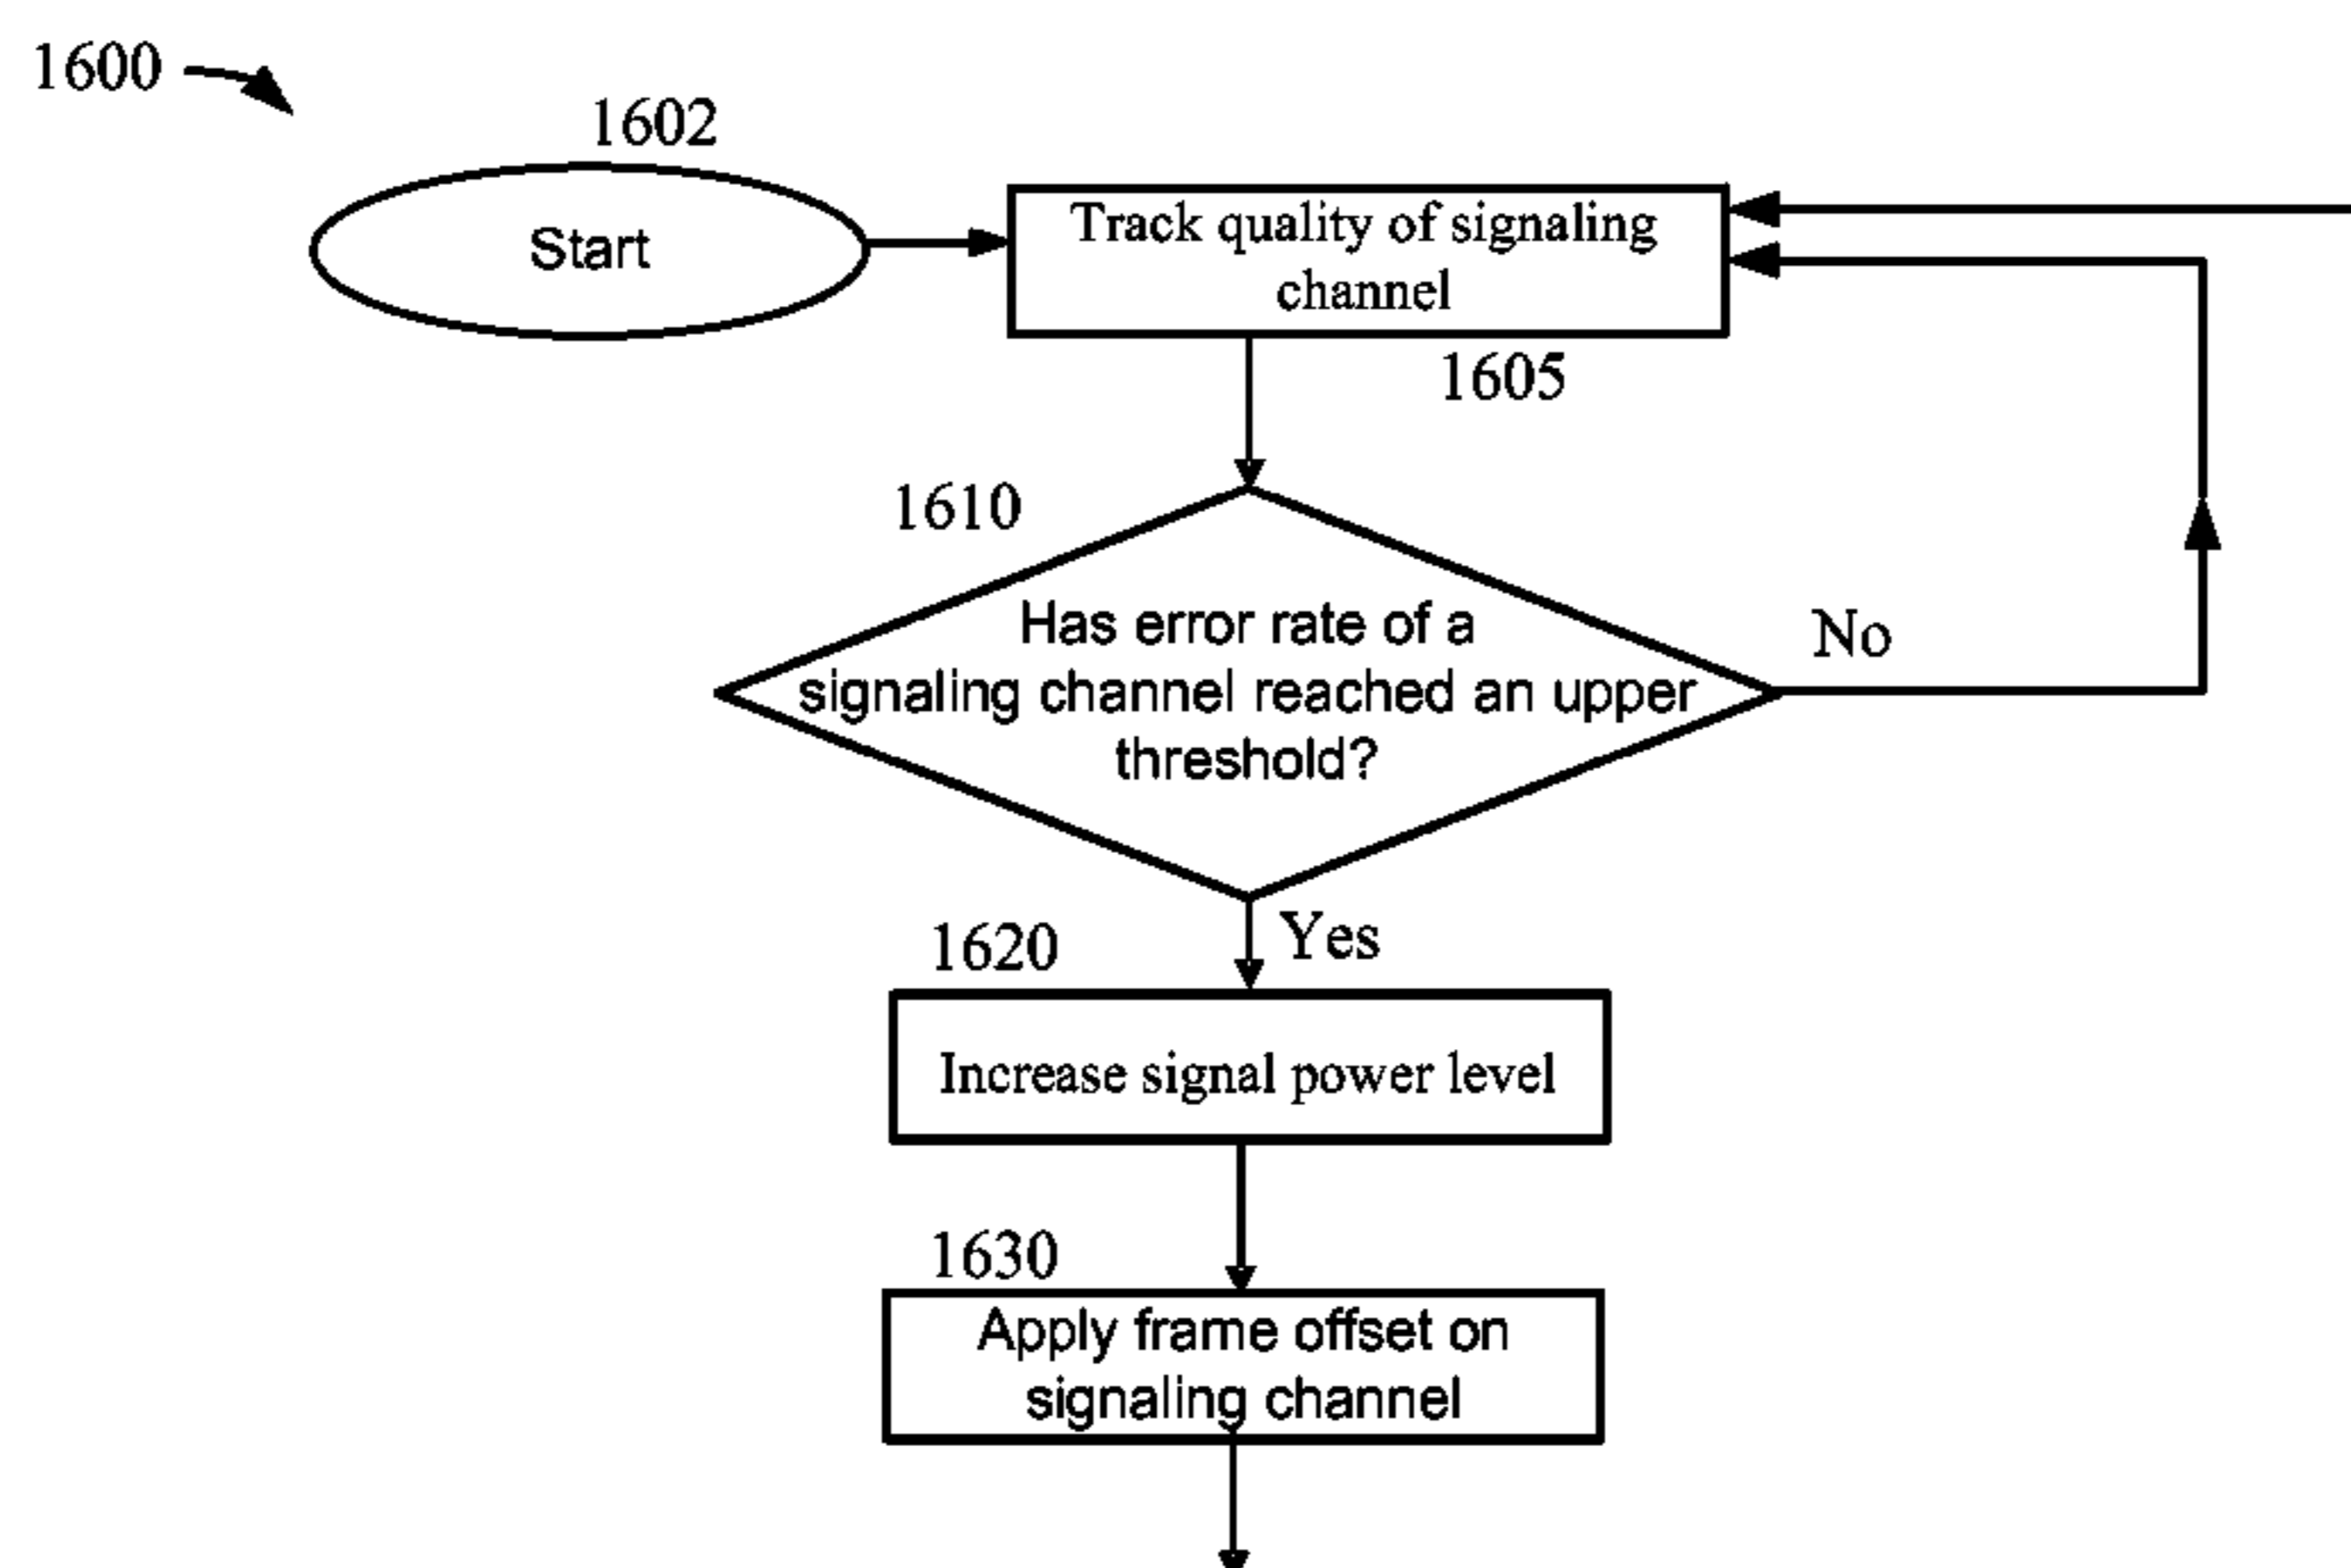 1600
1602
Start
Track quality of signaling
channel
1605
1610
Has error rate of a
signaling channel reached an upper
threshold?
No
Yes
1620
Increase signal power level
1630
Apply frame offset on
signaling channel